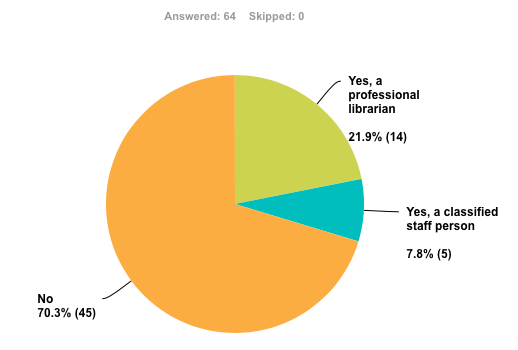 Answered: 64 Skipped: 0
Yes, a
professional
librarian
21.9% (14)
Yes, a classified
staff person
7.8% (5)
No
70.3% (45)